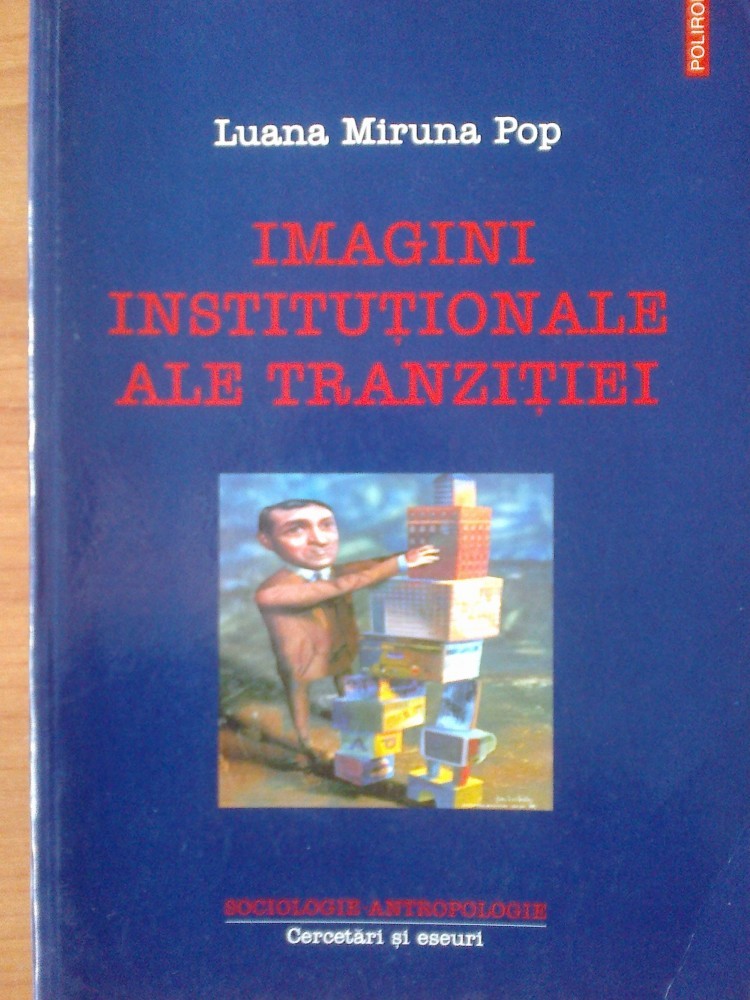 POLIRO
Luana Miruna Pop
IMAGINI
INSTITUȚIONALE
ALE TRANZIȚIEI
SOCIOLOGIE·ANTROPOLOGIE
Cercetări și eseuri